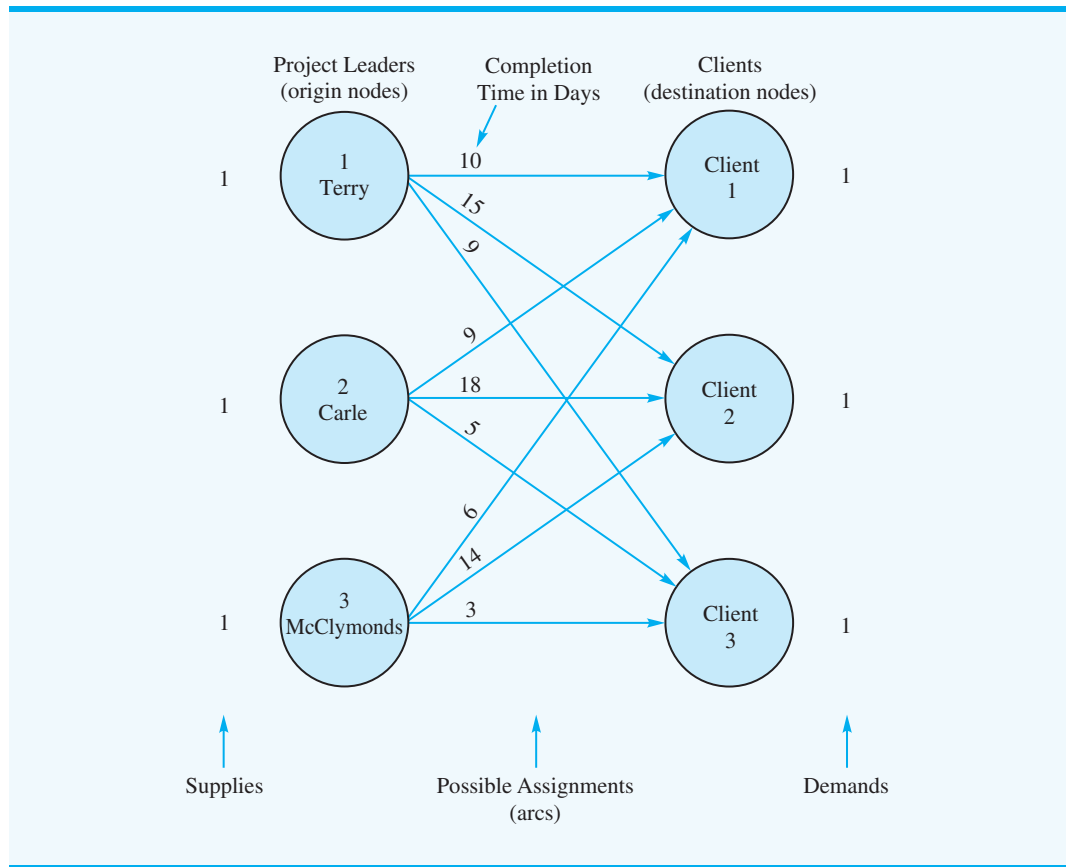 Project Leaders
(origin nodes)
Completion
Time in Days
Clients
(destination nodes)
1
1
Terry
10
15
9
Client
1
1
1
2
Carle
9
18
5
Client
2
1
1
3
McClymonds
6
14
3
Client
3
1
Supplies
Possible Assignments
(arcs)
Demands